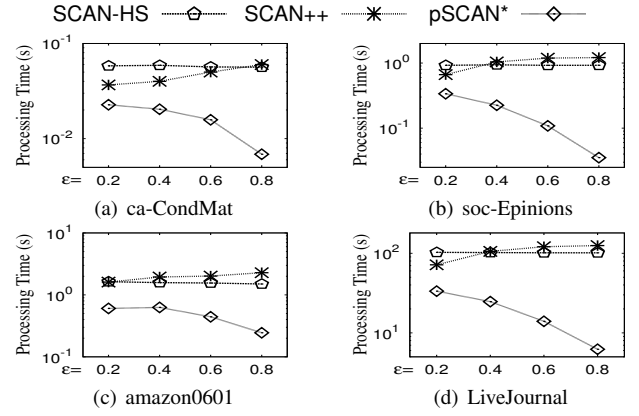 SCAN-HS SCAN++ pSCAN*
Processing Time (s)
10^-1
10^-2
ε= 0.2 0.4 0.6 0.8
(a) ca-CondMat
Processing Time (s)
10^0
10^-1
ε= 0.2 0.4 0.6 0.8
(b) soc-Epinions
Processing Time (s)
10^1
10^0
10^-1
ε= 0.2 0.4 0.6 0.8
(c) amazon0601
Processing Time (s)
10^2
10^1
ε= 0.2 0.4 0.6 0.8
(d) LiveJournal